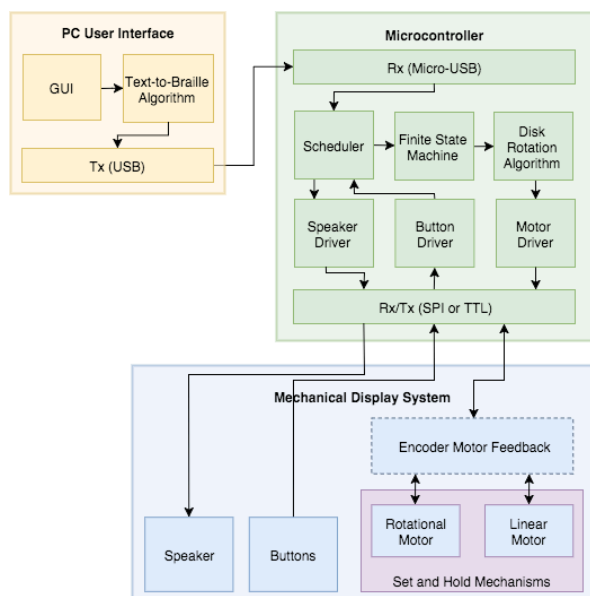 PC User Interface
GUI
Text-to-Braille
Algorithm
Tx (USB)
Microcontroller
Rx (Micro-USB)
Scheduler
Finite State
Machine
Disk
Rotation
Algorithm
Speaker
Driver
Button
Driver
Motor
Driver
Rx/Tx (SPI or TTL)
Mechanical Display System
Encoder Motor Feedback
Speaker
Buttons
Rotational
Motor
Linear
Motor
Set and Hold Mechanisms